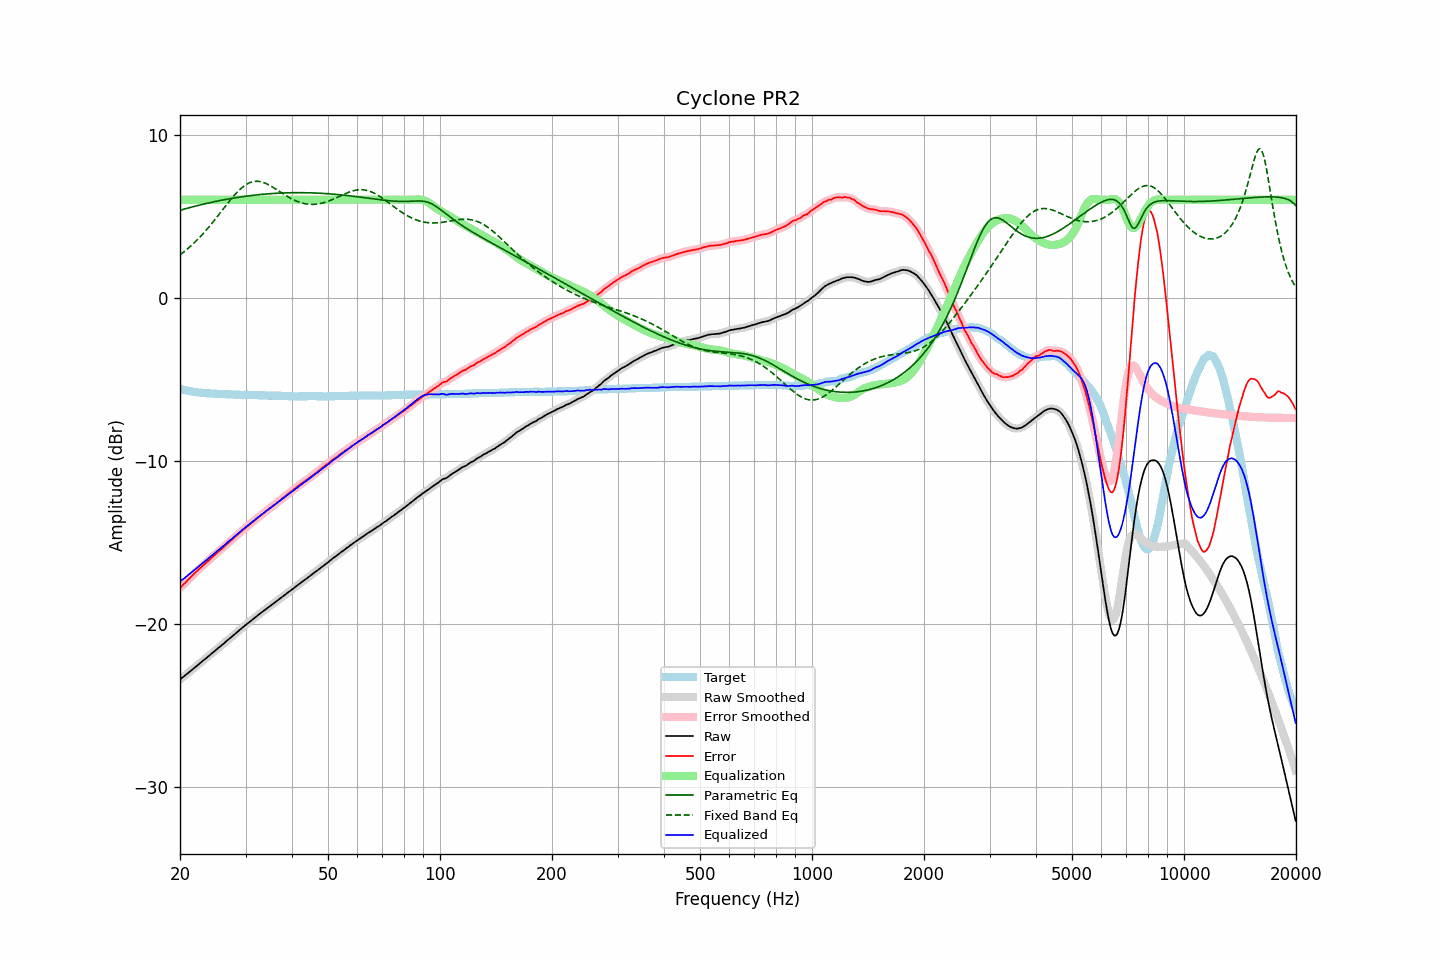 Cyclone PR2
Amplitude (dBr)
10
0
−10
−20
−30
20
50
100
200
500
1000
2000
5000
10000
20000
Frequency (Hz)
Target
Raw Smoothed
Error Smoothed
Raw
Error
Equalization
Parametric Eq
Fixed Band Eq
Equalized